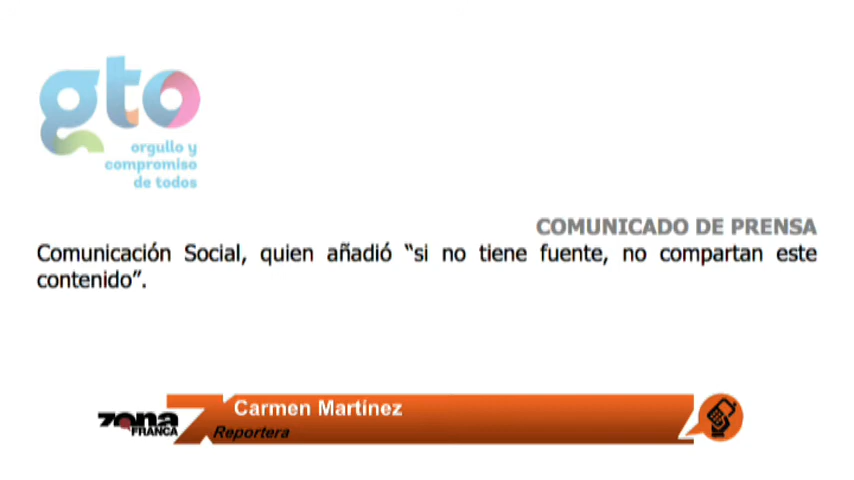 gto
orgullo y
compromiso
de todos
COMUNICADO DE PRENSA
Comunicación Social, quien añadió “si no tiene fuente, no compartan este
contenido”.
Carmen Martínez
zona
FRANCA
Reportera